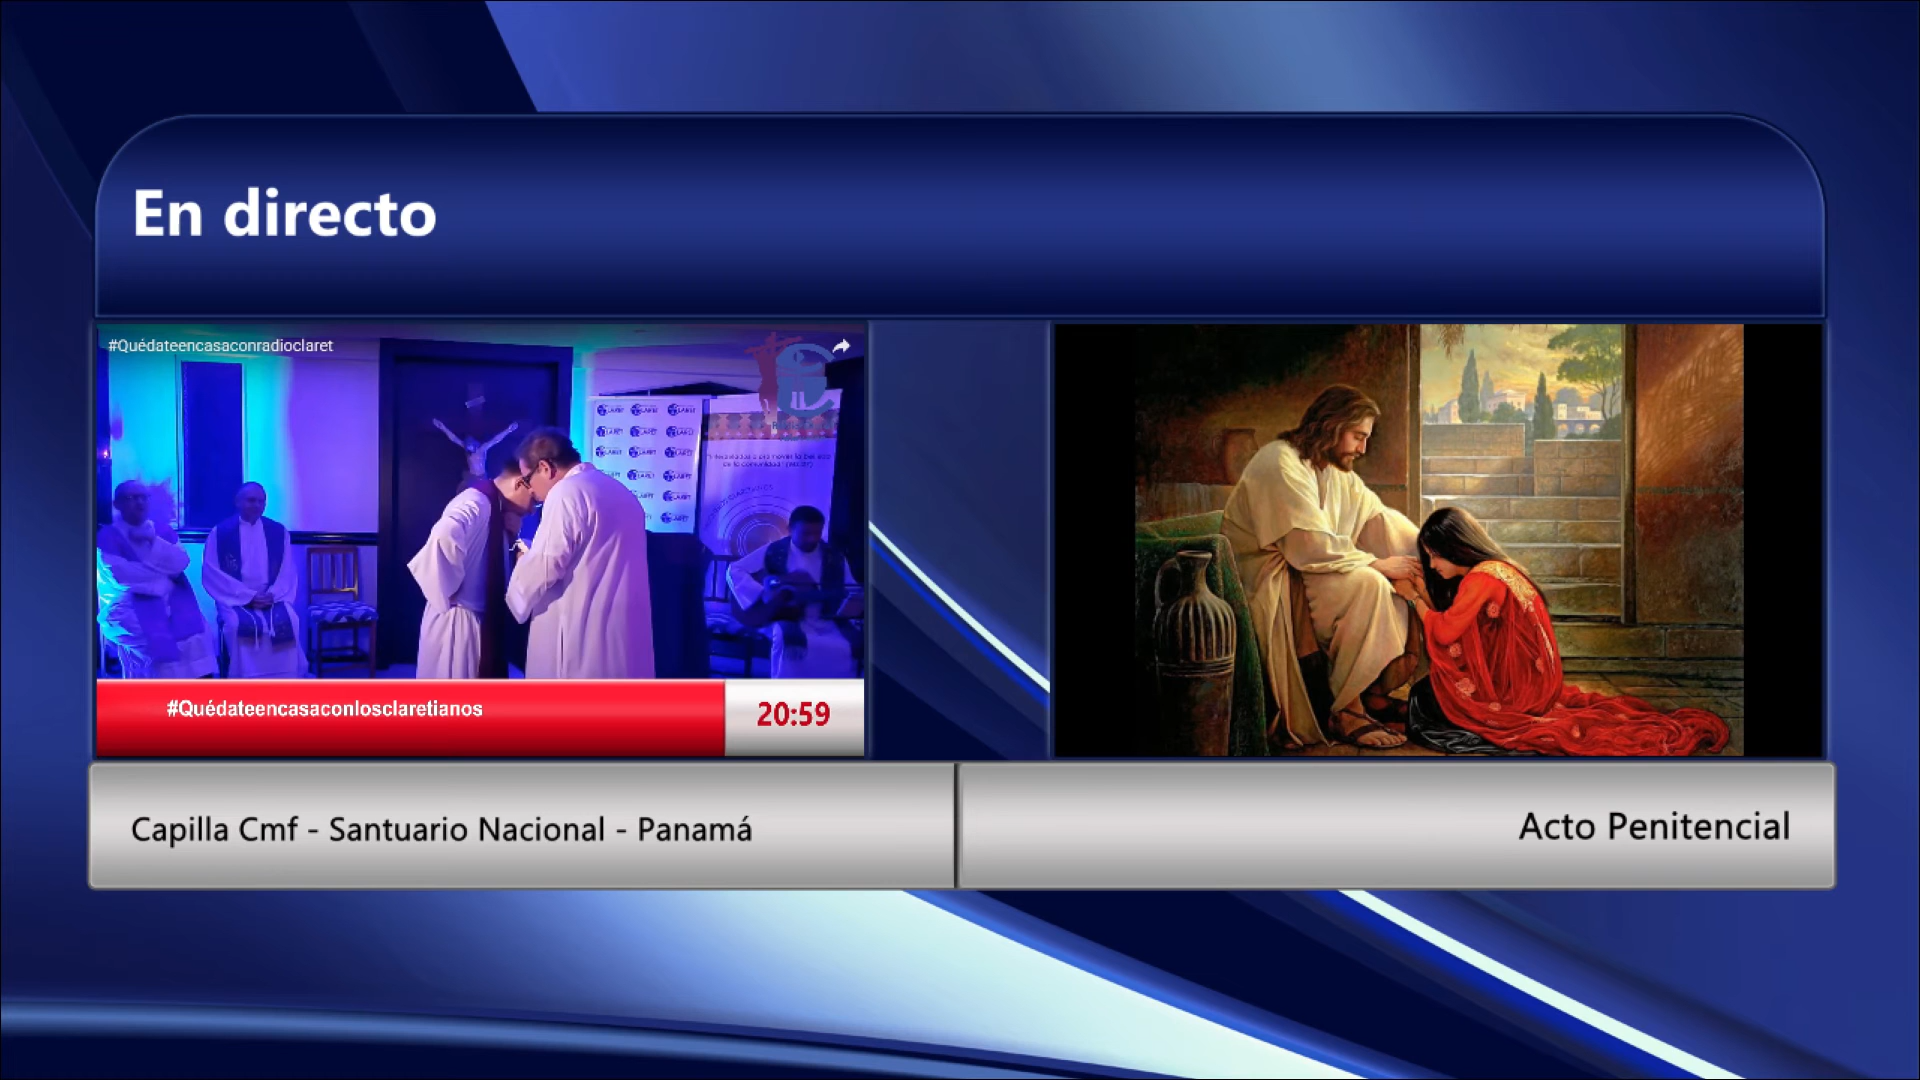 En directo
#Quédateencasaconradioclaret
#Quédateencasaconlosclaretianos
20:59
Capilla Cmf - Santuario Nacional - Panamá
Acto Penitencial